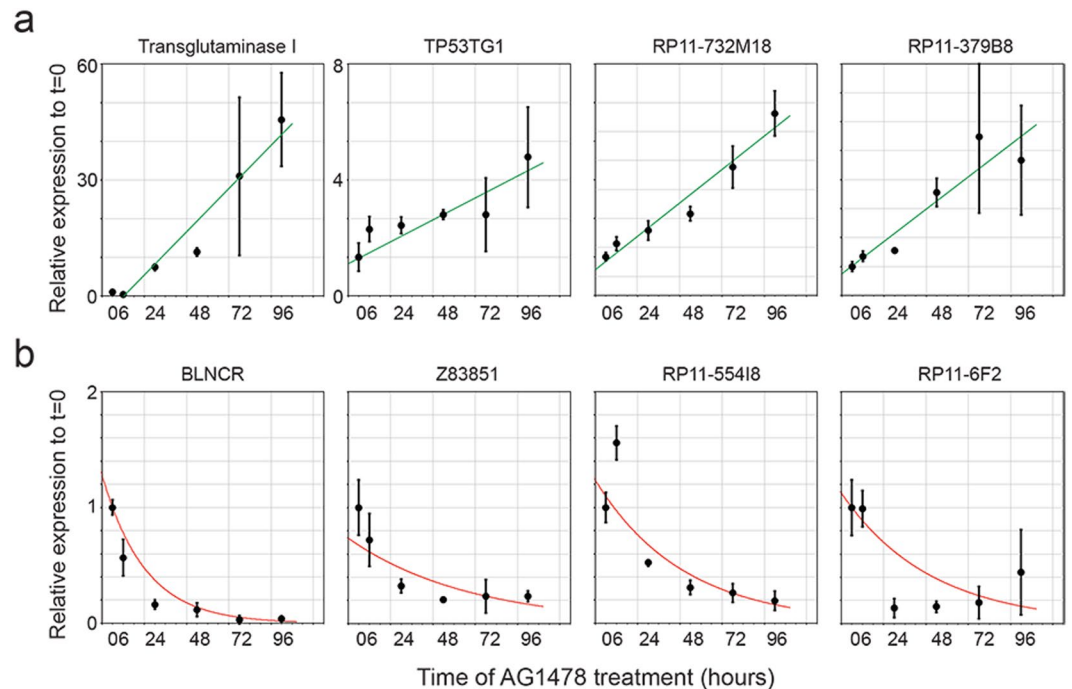 a
Transglutaminase I TP53TG1 RP11-732M18 RP11-379B8
Relative expression to t=0
60 8
30 4
0 0
06 24 48 72 96 06 24 48 72 96 06 24 48 72 96 06 24 48 72 96
b
BLNCR Z83851 RP11-554I8 RP11-6F2
Relative expression to t=0
2
1
0
06 24 48 72 96 06 24 48 72 96 06 24 48 72 96 06 24 48 72 96
Time of AG1478 treatment (hours)